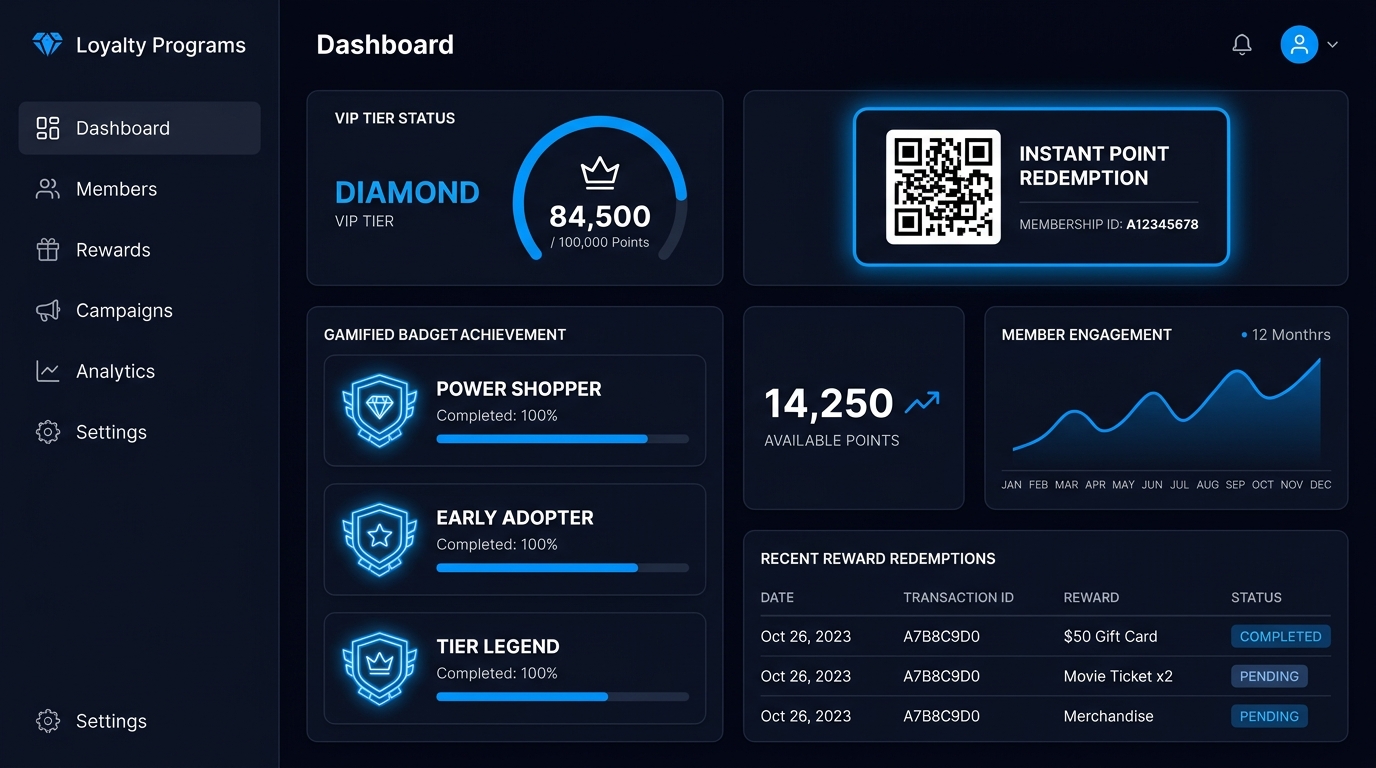 Loyalty Programs
Dashboard
Members
Rewards
Campaigns
Analytics
Settings
Settings
Dashboard
VIP TIER STATUS
DIAMOND
VIP TIER
84,500
/ 100,000 Points
INSTANT POINT
REDEMPTION
MEMBERSHIP ID: A12345678
GAMIFIED BADGET ACHIEVEMENT
POWER SHOPPER
Completed: 100%
EARLY ADOPTER
Completed: 100%
TIER LEGEND
Completed: 100%
14,250
AVAILABLE POINTS
MEMBER ENGAGEMENT
12 Monthrs
JAN FEB MAR APR MAY JUN JUL AUG SEP OCT NOV DEC
RECENT REWARD REDEMPTIONS
DATE TRANSACTION ID REWARD STATUS
Oct 26, 2023 A7B8C9D0 $50 Gift Card COMPLETED
Oct 26, 2023 A7B8C9D0 Movie Ticket x2 PENDING
Oct 26, 2023 A7B8C9D0 Merchandise PENDING